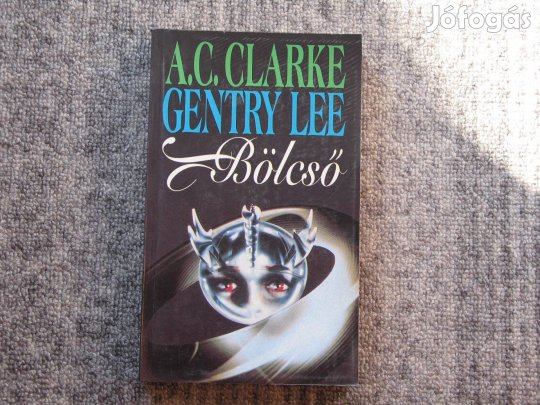 Jófogás
A.C. CLARKE
GENTRY LEE
Bölcső